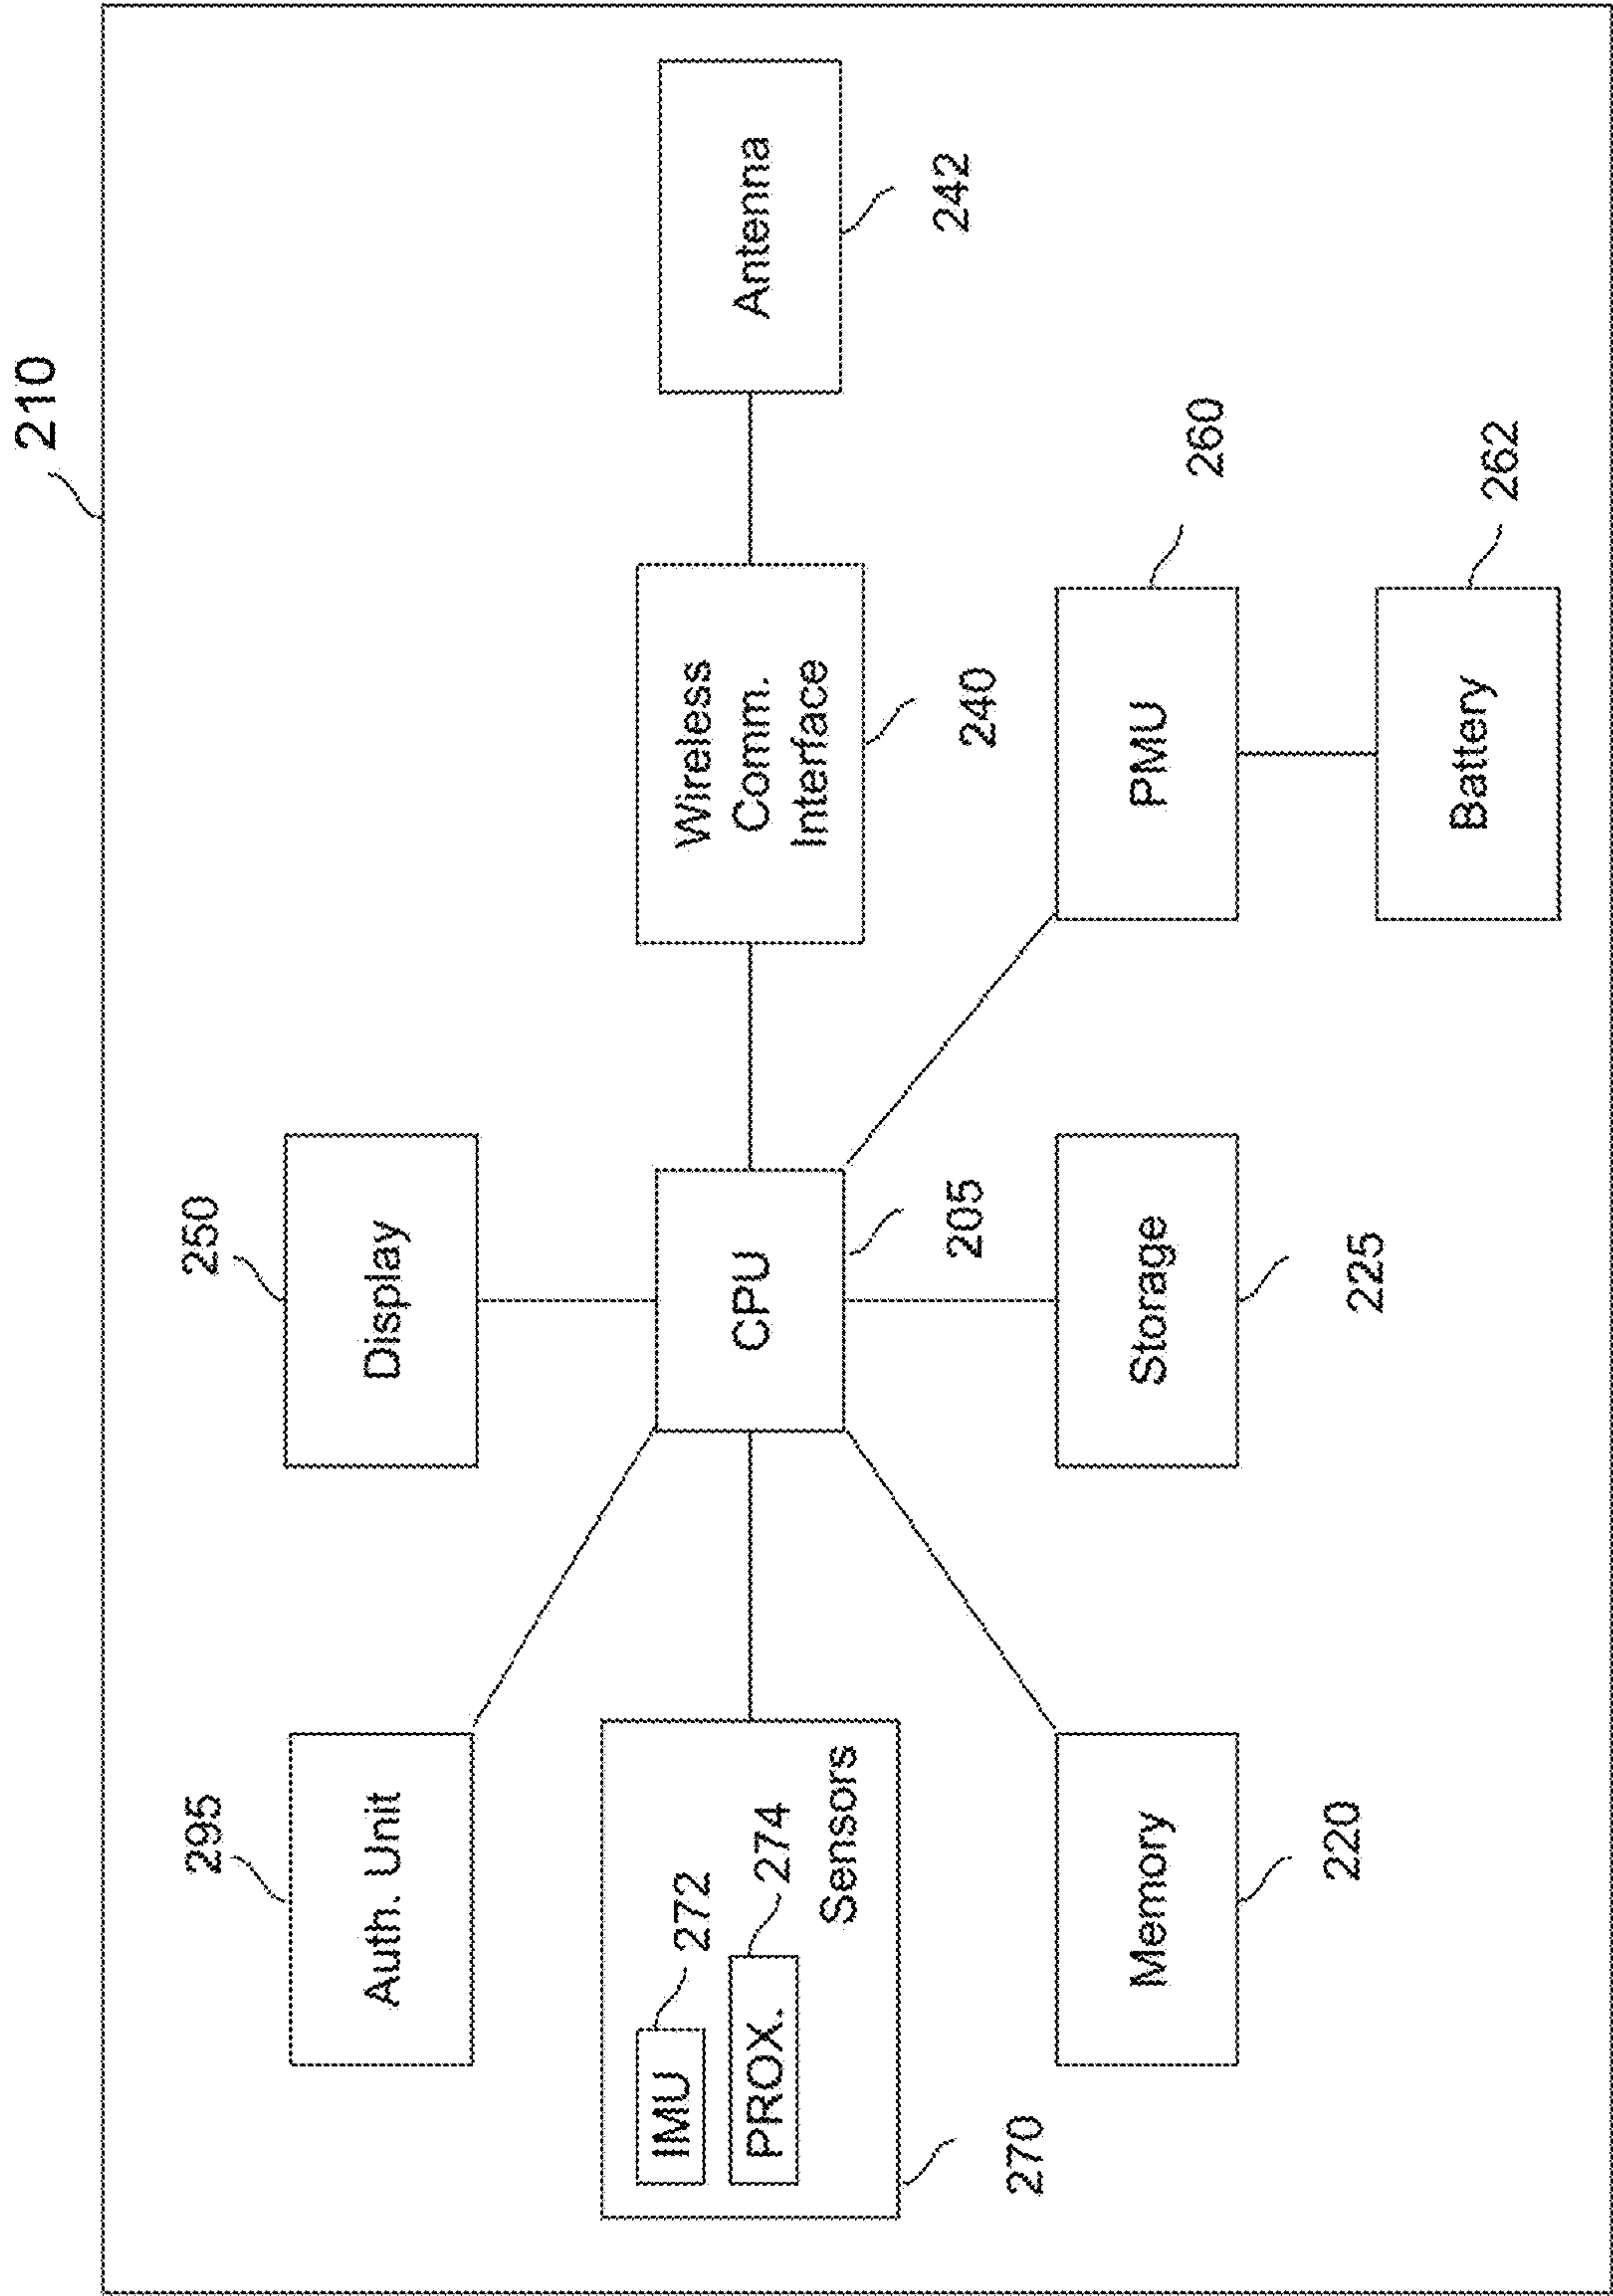 210
295
Auth. Unit
250
Display
IMU
272
PROX.
274
Sensors
270
CPU
205
Wireless
Comm.
Interface
240
Antenna
242
Memory
220
Storage
225
PMU
260
Battery
262